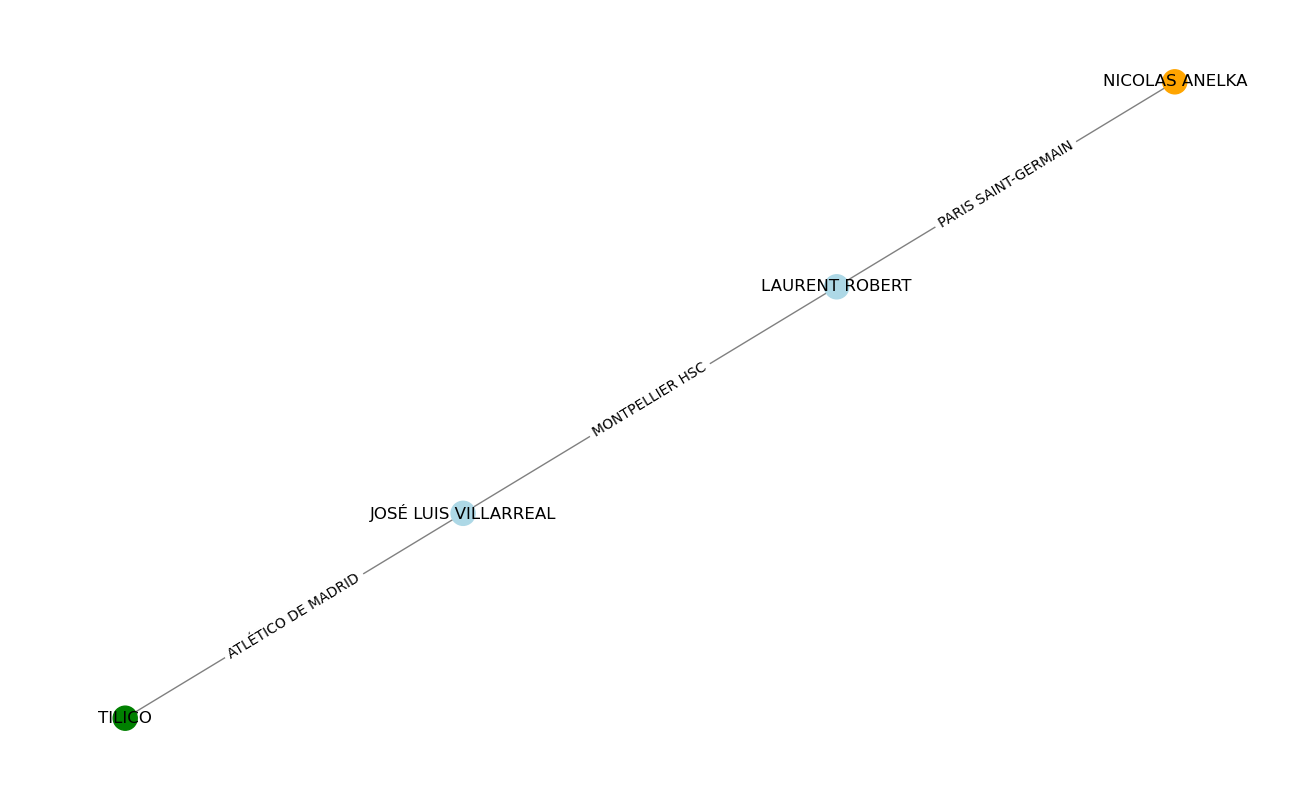 NICOLAS ANELKA
PARIS SAINT-GERMAIN
LAURENT ROBERT
MONTPELLIER HSC
JOSÉ LUIS VILLARREAL
ATLÉTICO DE MADRID
TILICO